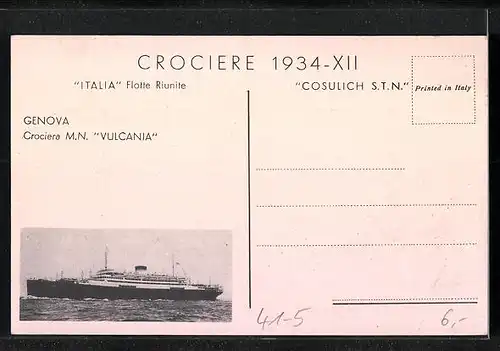 CROCIERE 1934-XII
"ITALIA" Flotte Riunite
"COSULICH S.T.N."
Printed in Italy
GENOVA
Crociera M.N. "VULCANIA"
41-5
6,-